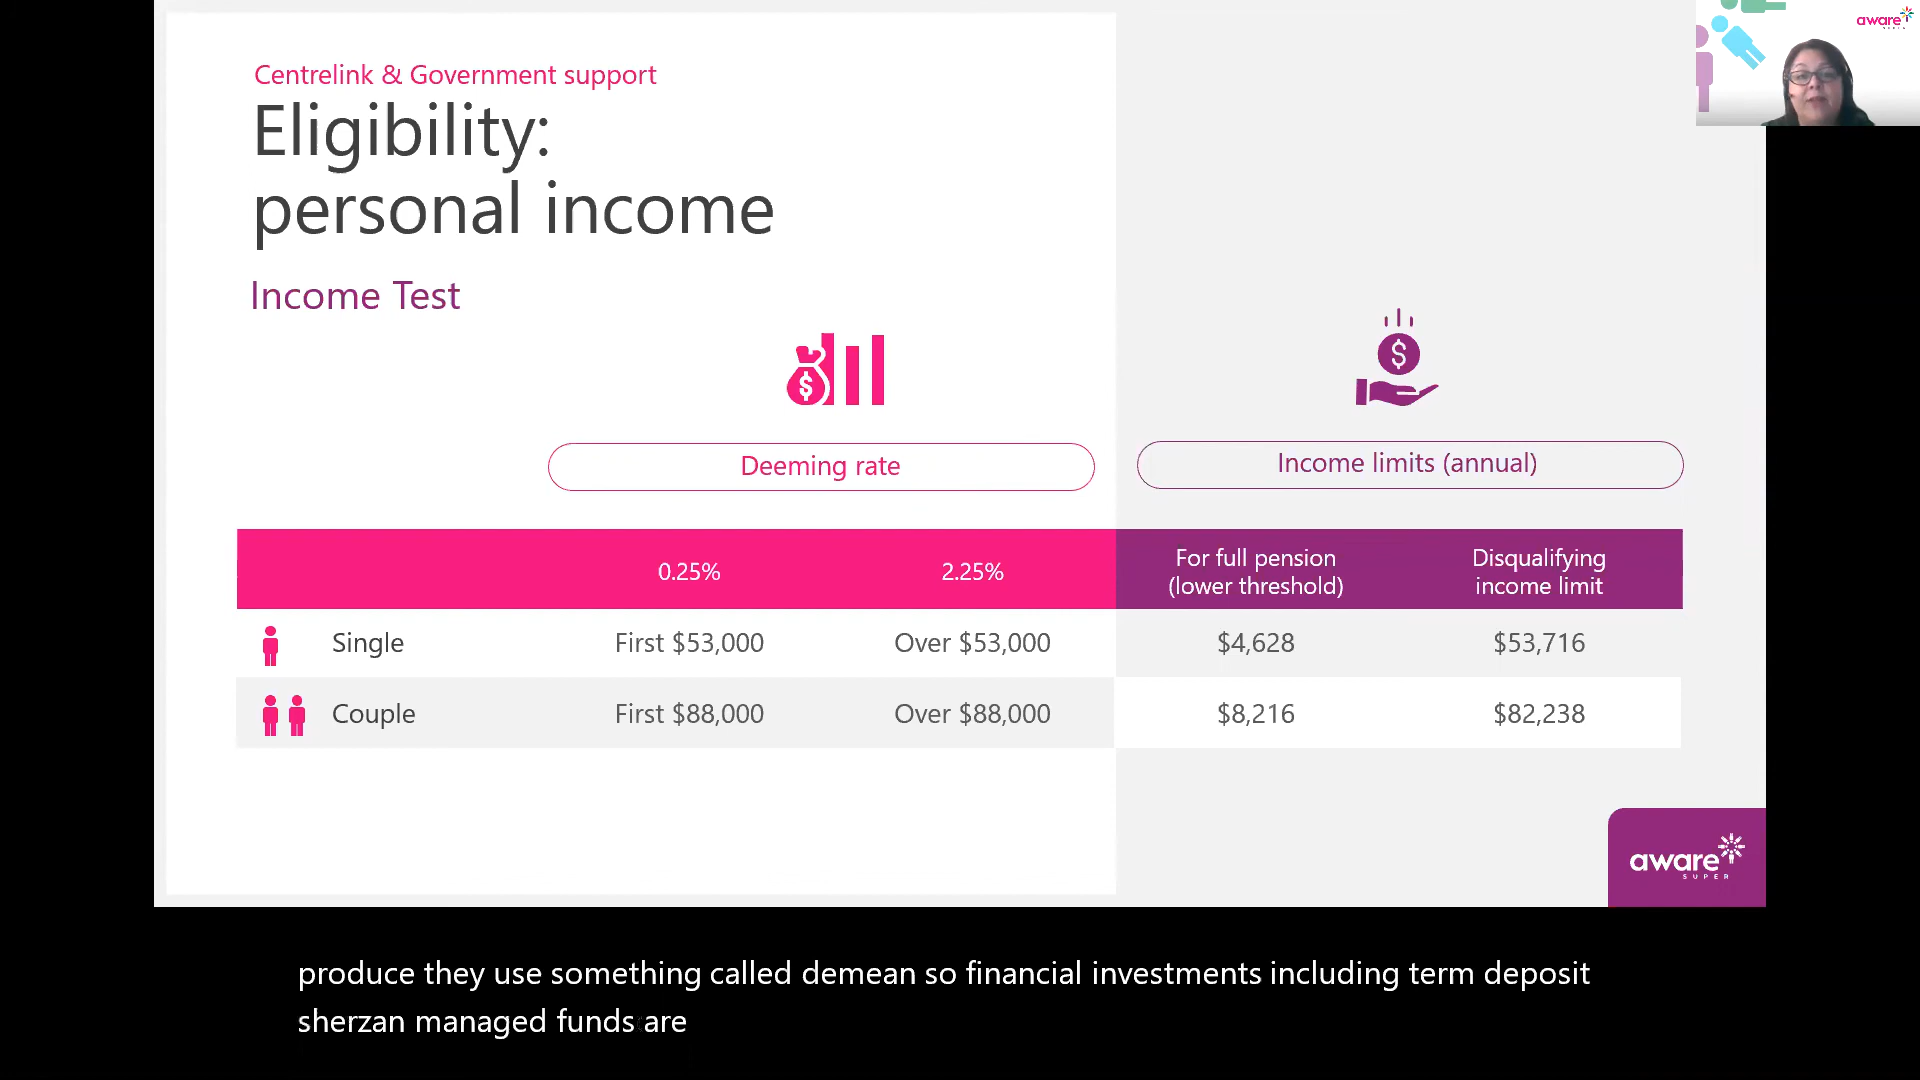 aware
SUPER
Centrelink & Government support
Eligibility:
personal income
Income Test
$
$
Deeming rate
Income limits (annual)
0.25%
2.25%
For full pension
(lower threshold)
Disqualifying
income limit
Single
First $53,000
Over $53,000
$4,628
$53,716
Couple
First $88,000
Over $88,000
$8,216
$82,238
aware
SUPER
produce they use something called demean so financial investments including term deposit
sherzan managed funds are